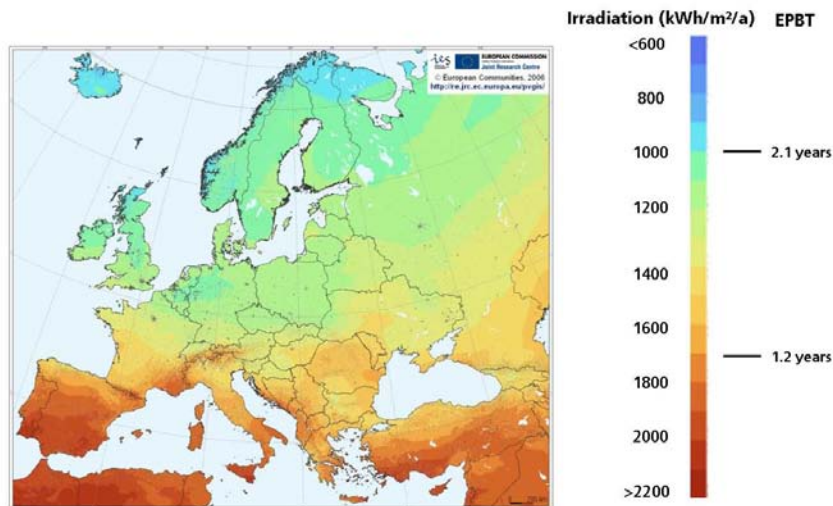 Irradiation (kWh/m²/a) EPBT
EUROPEAN COMMISSION
Joint Research Centre
© European Communities, 2006
http://re.jrc.ec.europa.eu/pvgis/
<600
800
1000
2.1 years
1200
1400
1600
1.2 years
1800
2000
>2200